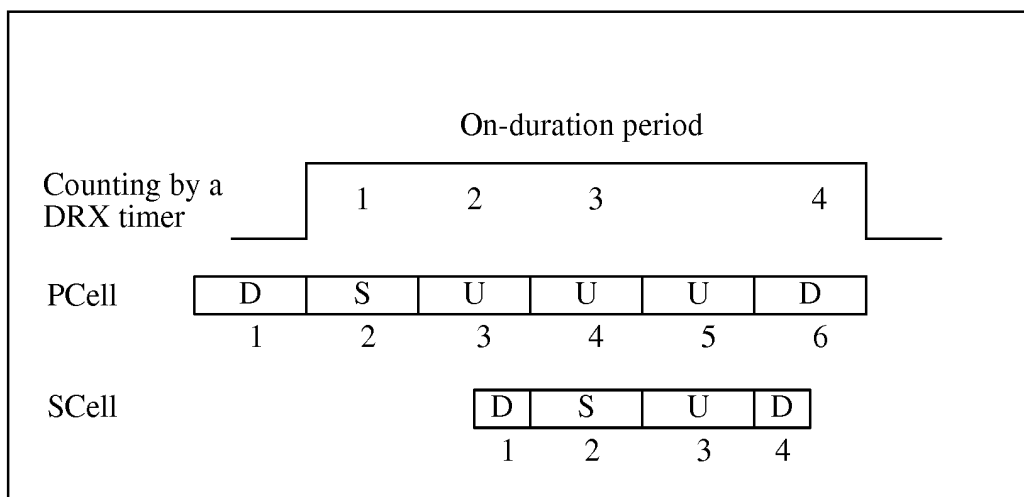 On-duration period
Counting by a
DRX timer
1 2 3 4
PCell
D S U U U D
1 2 3 4 5 6
SCell
D S U D
1 2 3 4